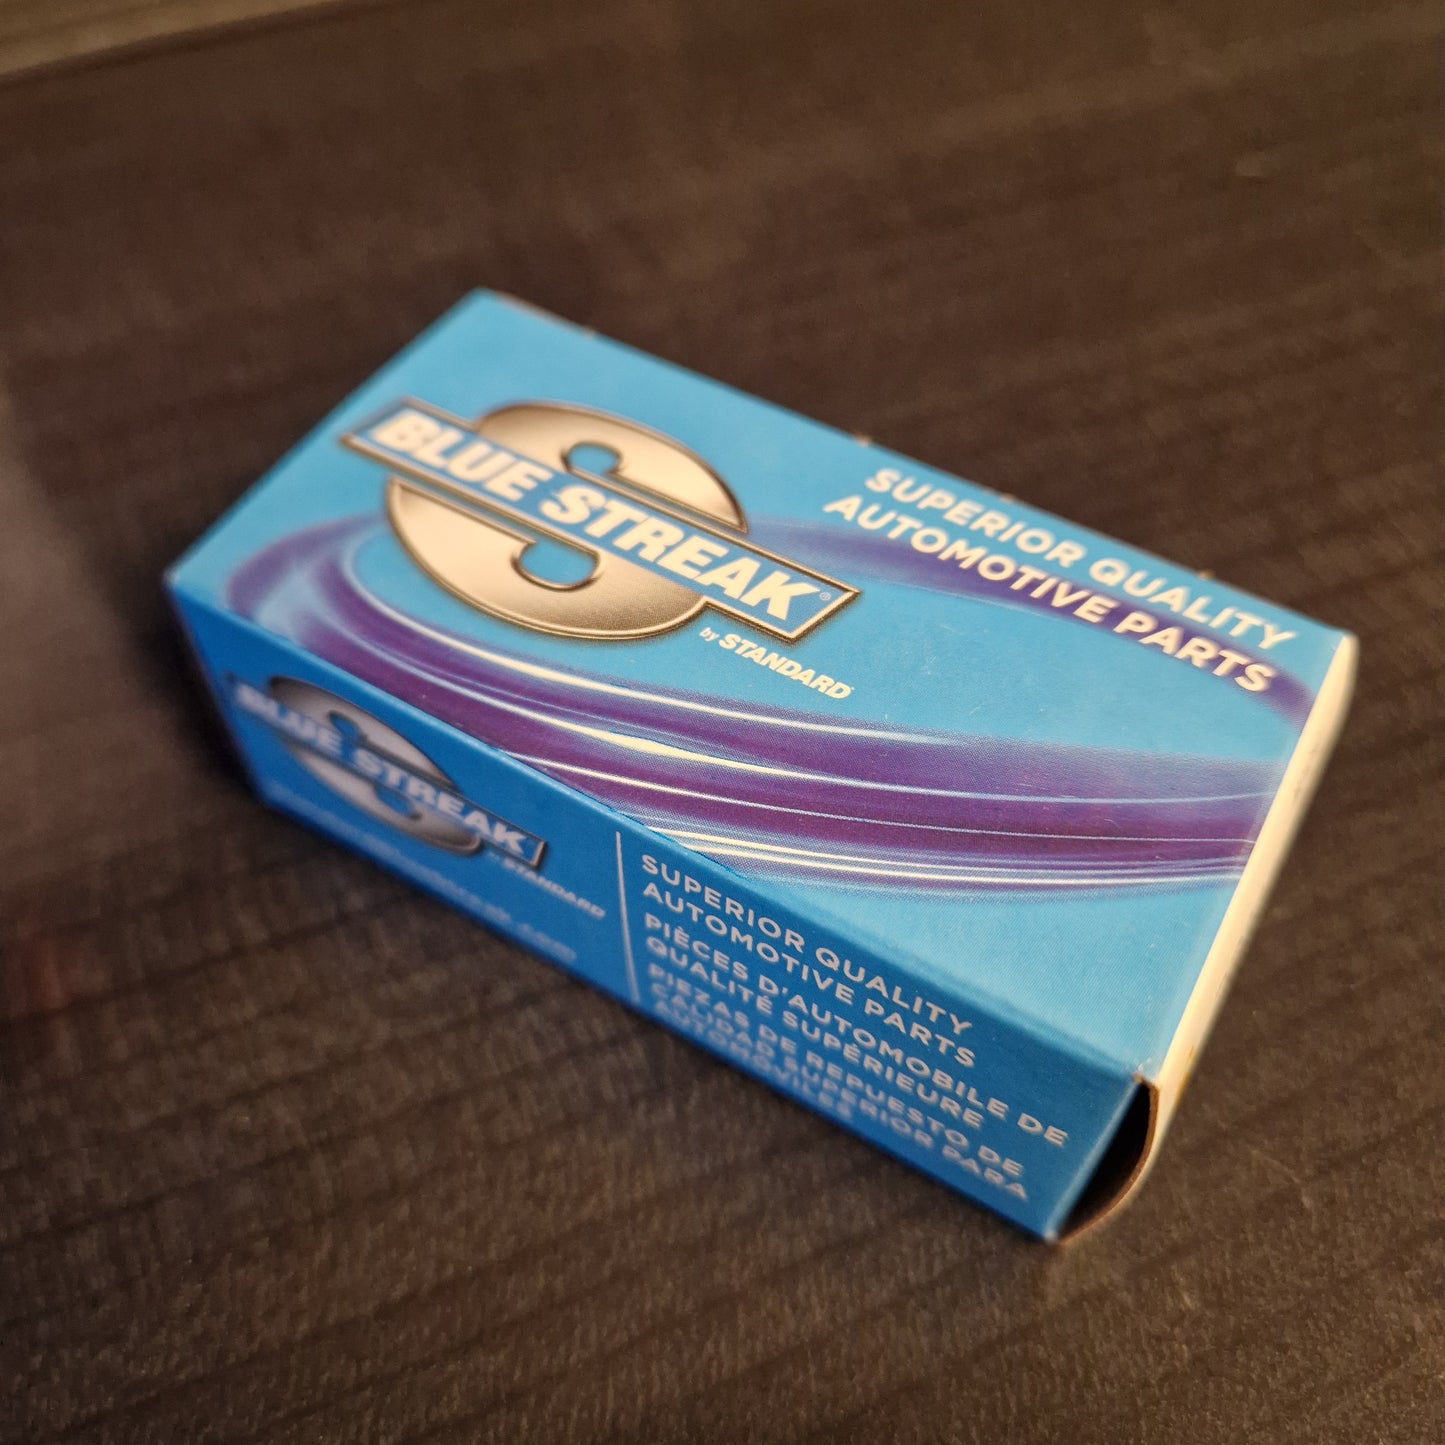 BLUE STREAK®
by STANDARD
SUPERIOR QUALITY
AUTOMOTIVE PARTS
BLUE STREAK
by STANDARD
SUPERIOR QUALITY
AUTOMOTIVE PARTS
PIÈCES D'AUTOMOBILE DE
QUALITÉ SUPÉRIEURE
PIEZAS DE REPUESTO DE
CALIDAD SUPERIOR PARA
AUTOMÓVILES